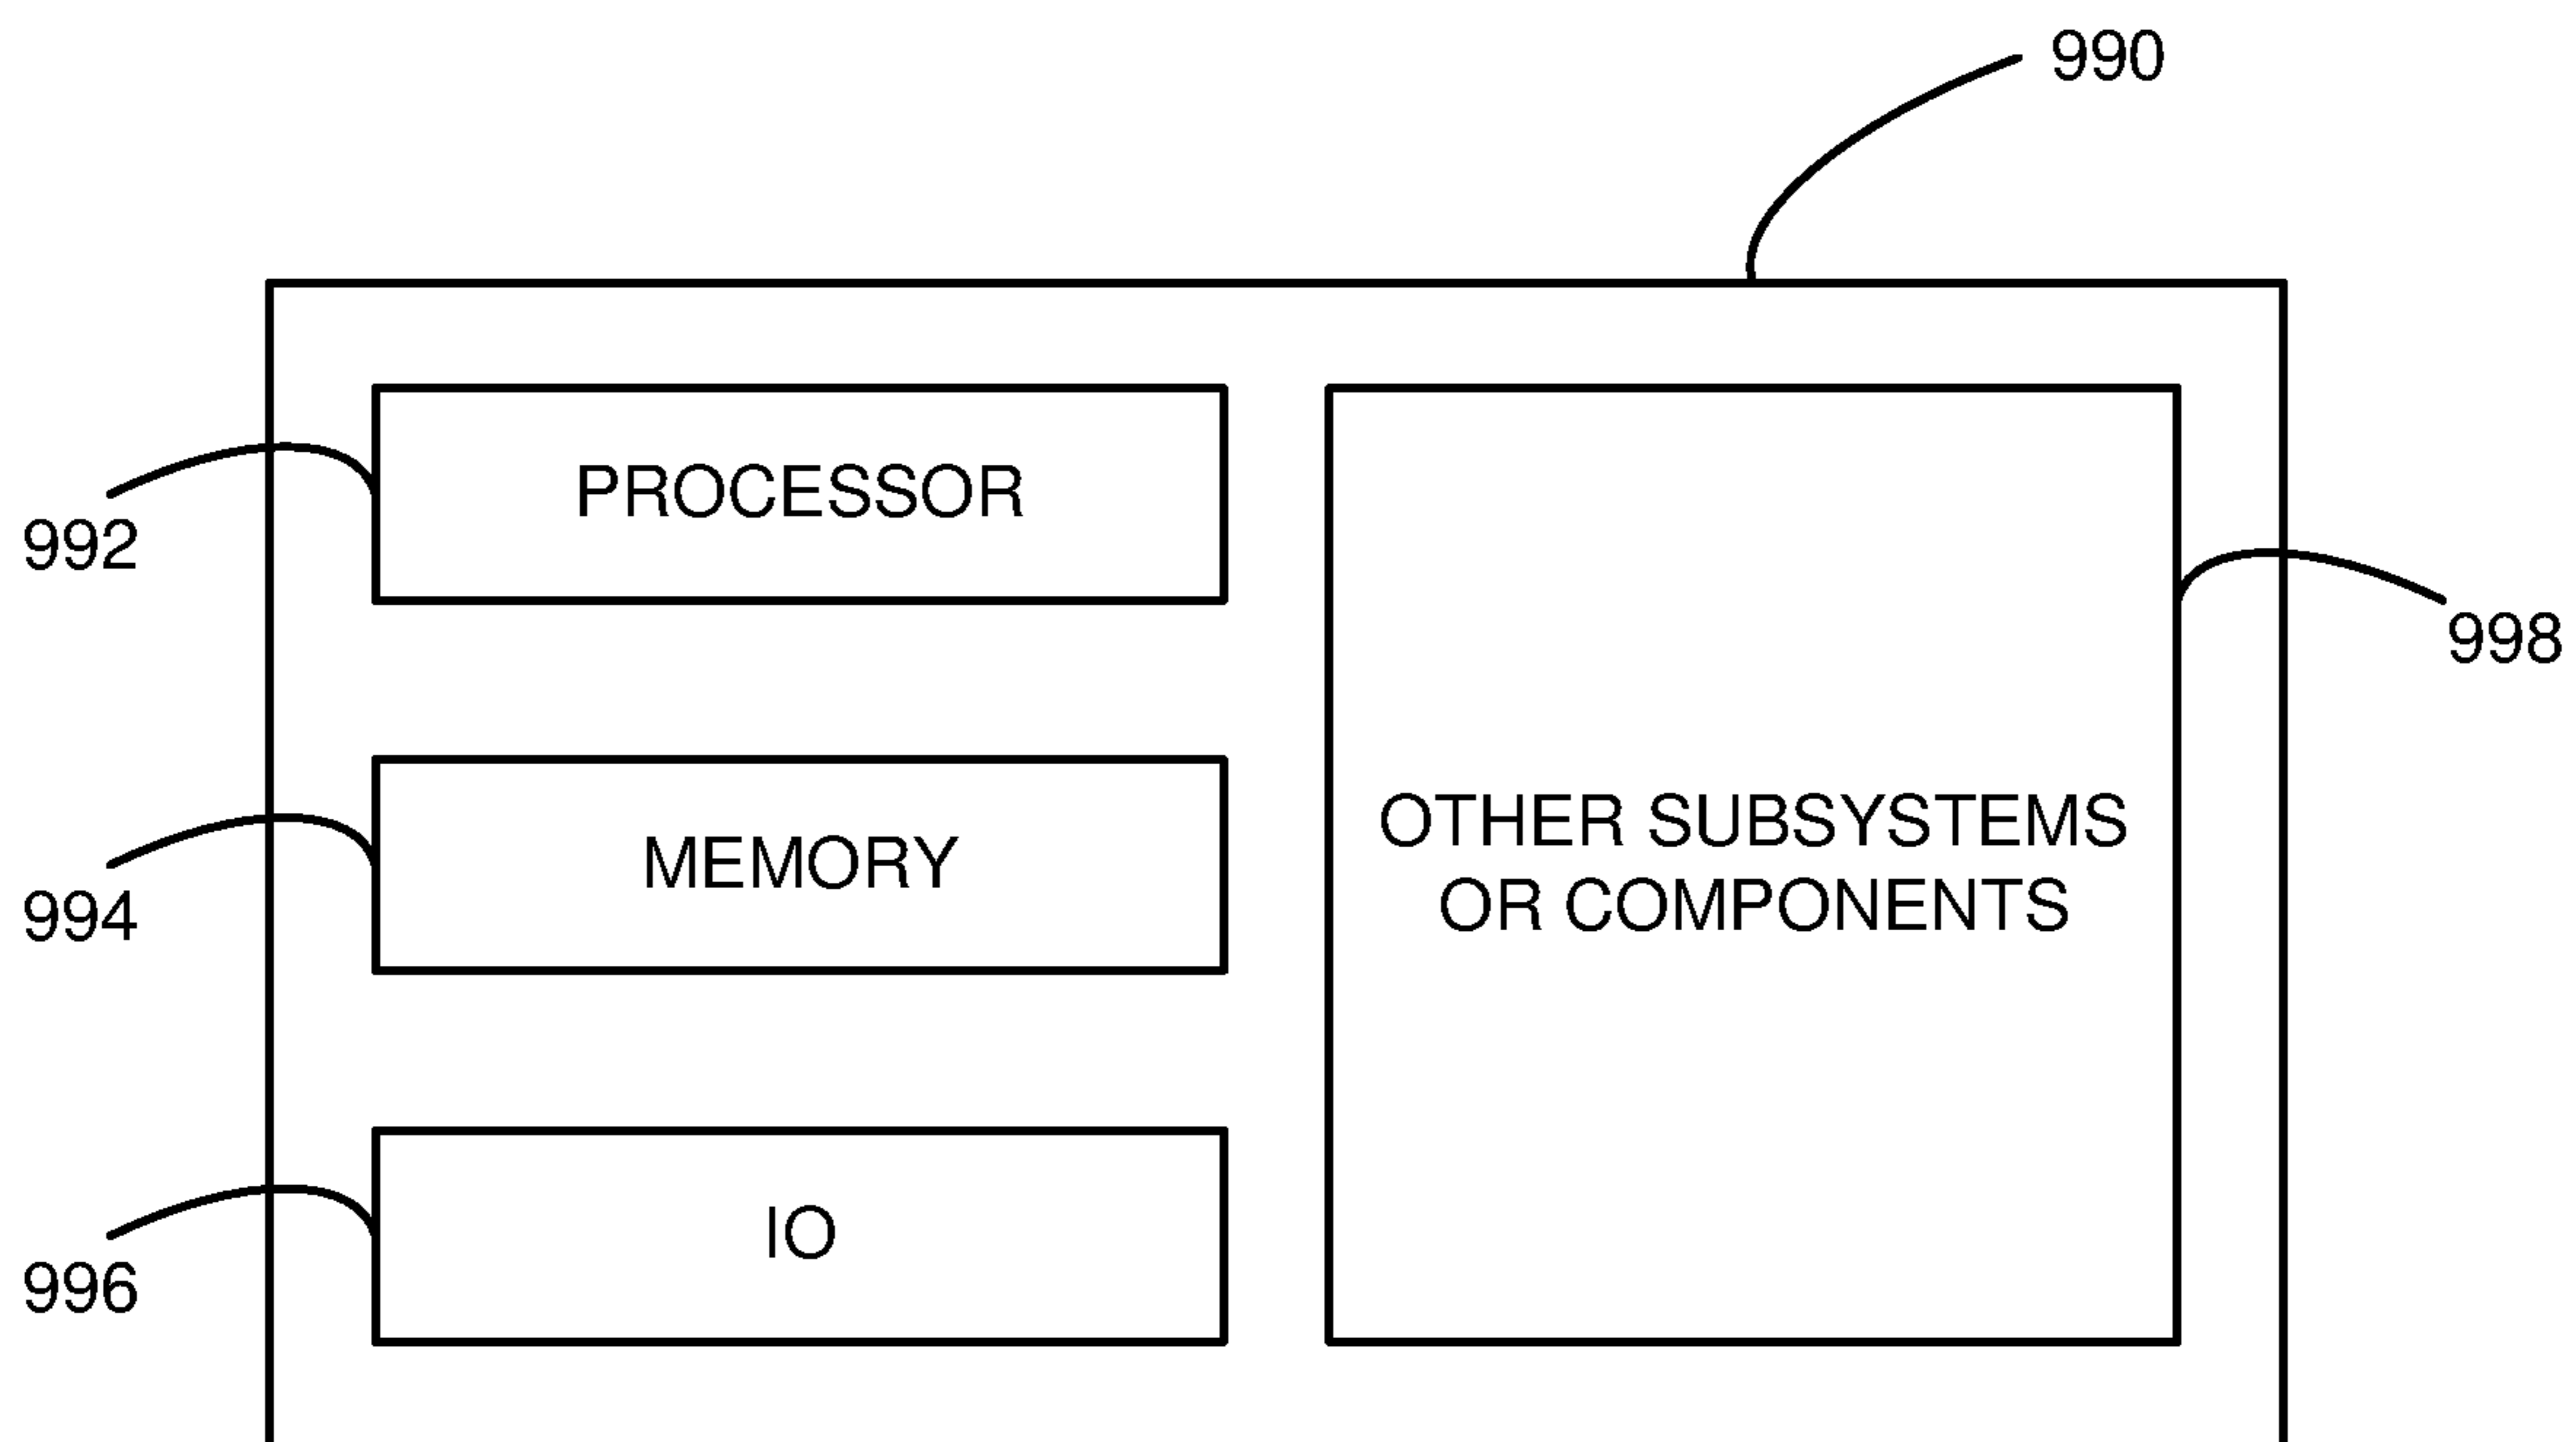 990
PROCESSOR
992
998
MEMORY
OTHER SUBSYSTEMS
OR COMPONENTS
994
IO
996